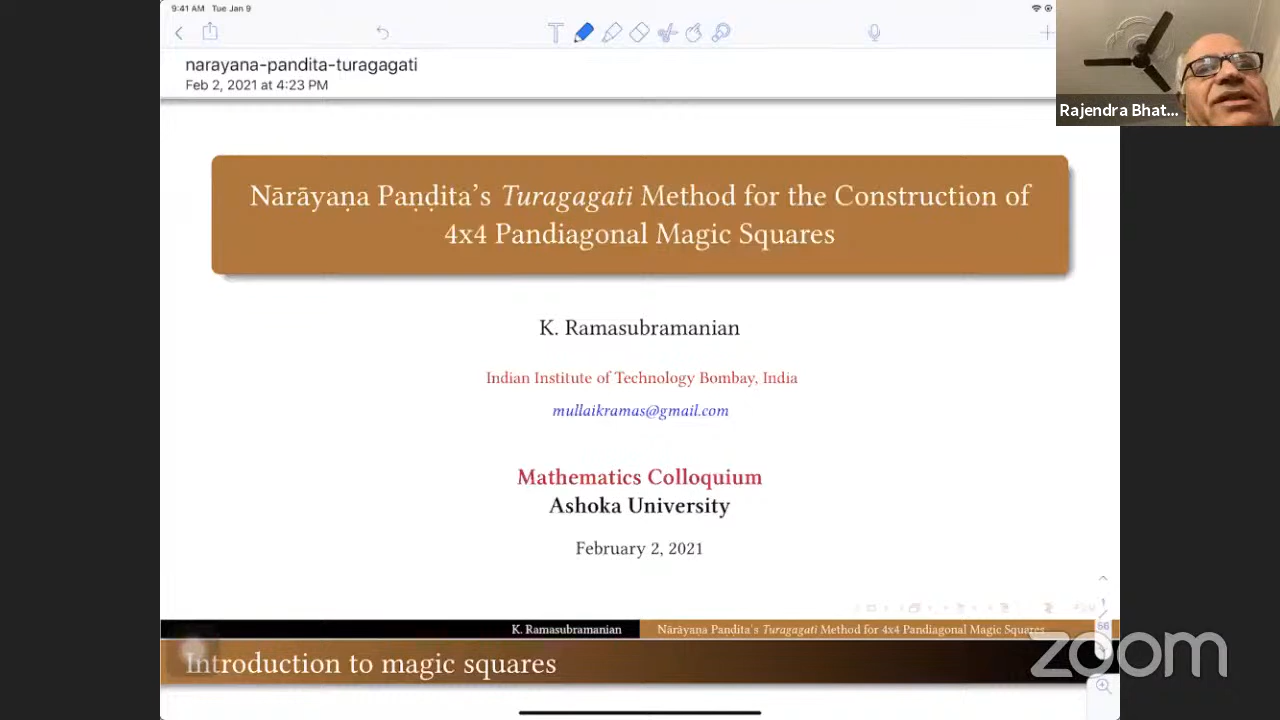 9:41 AM Tue Jan 9
narayana-pandita-turagagati
Feb 2, 2021 at 4:23 PM
Rajendra Bhat...
Nārāyaṇa Paṇḍita's Turagagati Method for the Construction of
4x4 Pandiagonal Magic Squares
K. Ramasubramanian
Indian Institute of Technology Bombay, India
mullaikramas@gmail.com
Mathematics Colloquium
Ashoka University
February 2, 2021
K. Ramasubramanian
Nārāyaṇa Paṇḍita's Turagagati Method for 4x4 Pandiagonal Magic Squares
1
56
Introduction to magic squares
zoom